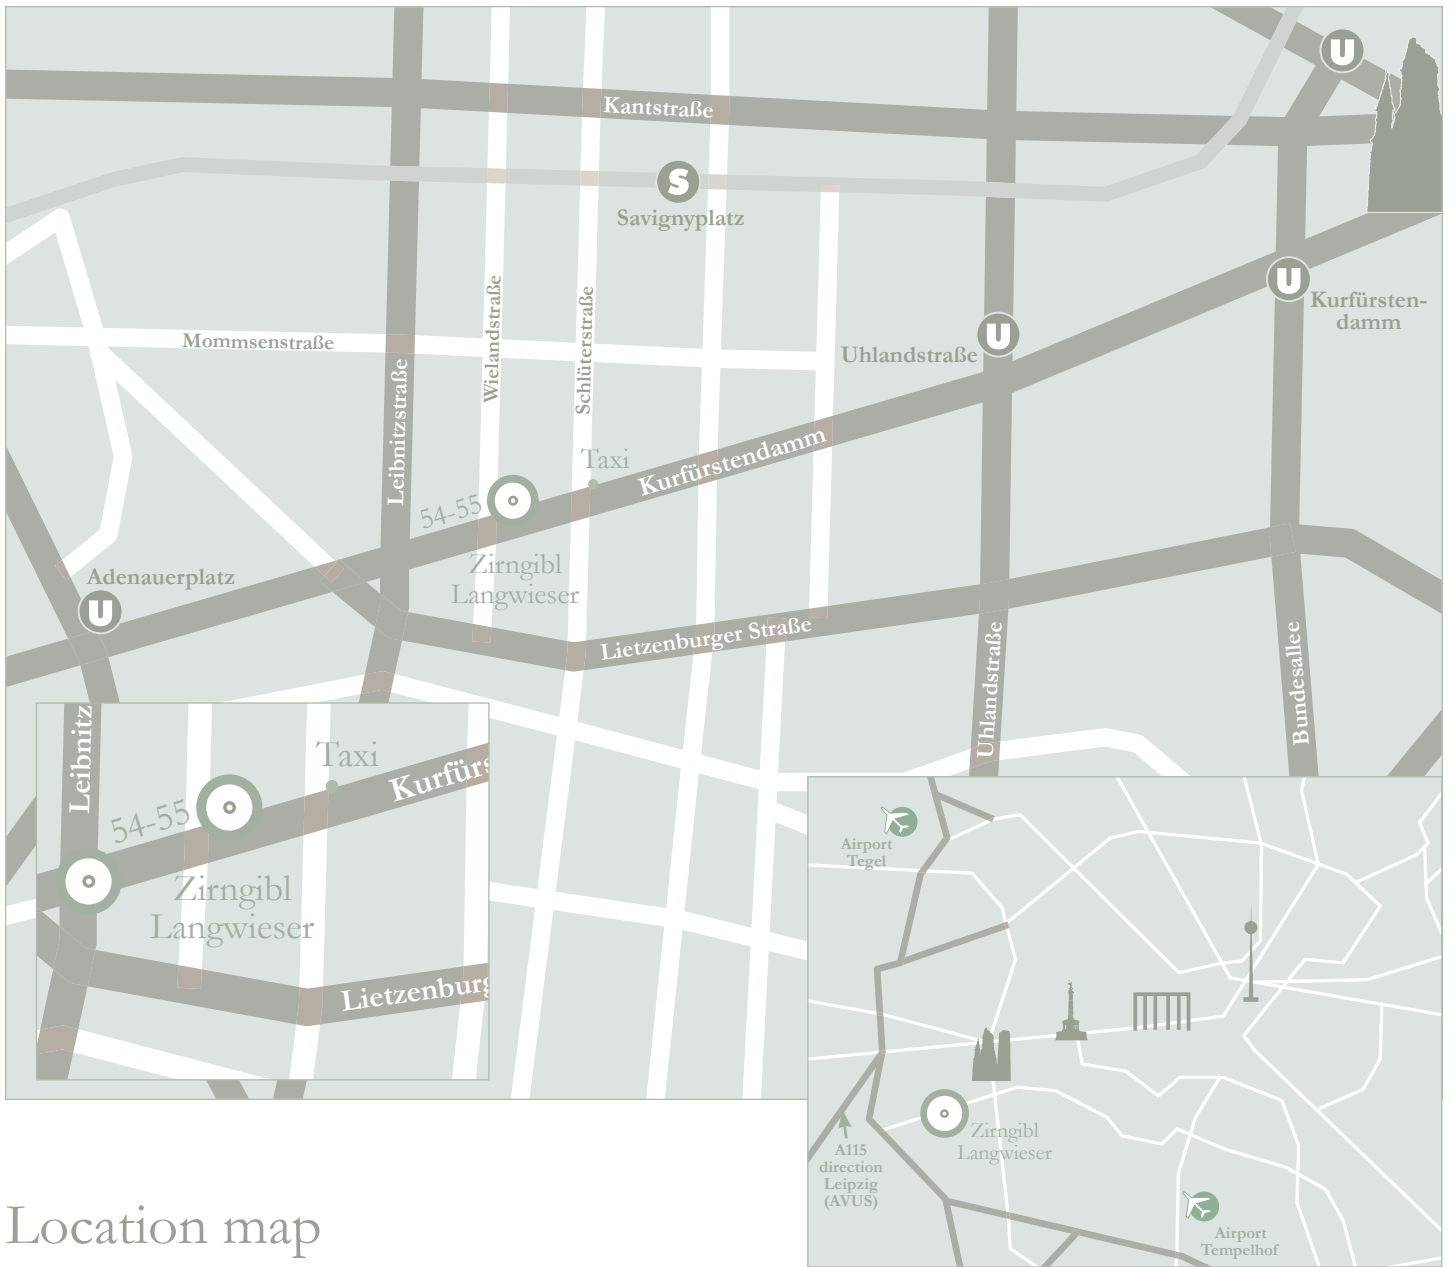 U
Kantstraße
S
Savignyplatz
U
Kurfürsten-
damm
Mommsenstraße
Wielandstraße
Schlüterstraße
U
Uhlandstraße
Leibnitzstraße
Kurfürstendamm
Taxi
54-55
Zirngibl
Langwieser
Adenauerplatz
U
Lietzenburger Straße
Uhlandstraße
Bundesallee
Leibnitz
Taxi
Kurfürs
54-55
Zirngibl
Langwieser
Lietzenburg
Airport
Tegel
Zirngibl
Langwieser
A115
direction
Leipzig
(AVUS)
Airport
Tempelhof
Location map